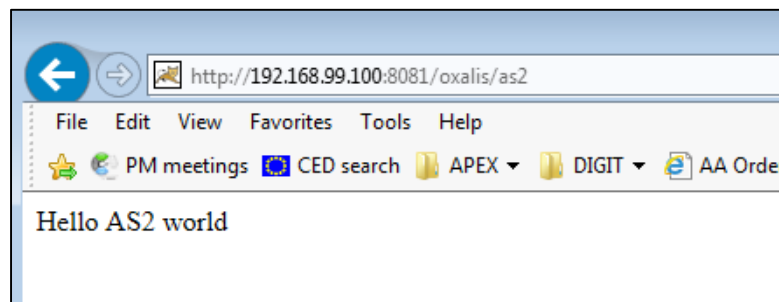 http://192.168.99.100:8081/oxalis/as2
File Edit View Favorites Tools Help
PM meetings CED search APEX DIGIT AA Orde
Hello AS2 world